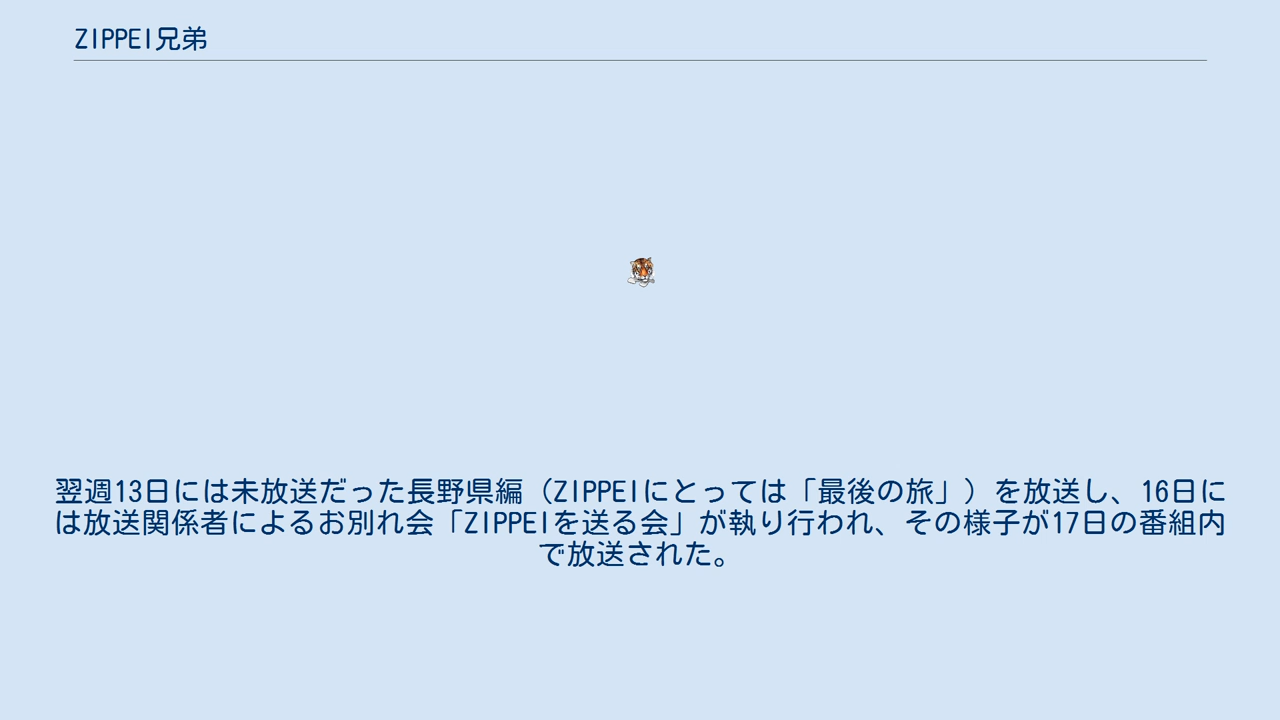 ZIPPEI兄弟
翌週13日には未放送だった長野県編（ZIPPEIにとっては「最後の旅」）を放送し、16日に
は放送関係者によるお別れ会「ZIPPEIを送る会」が執り行われ、その様子が17日の番組内
で放送された。